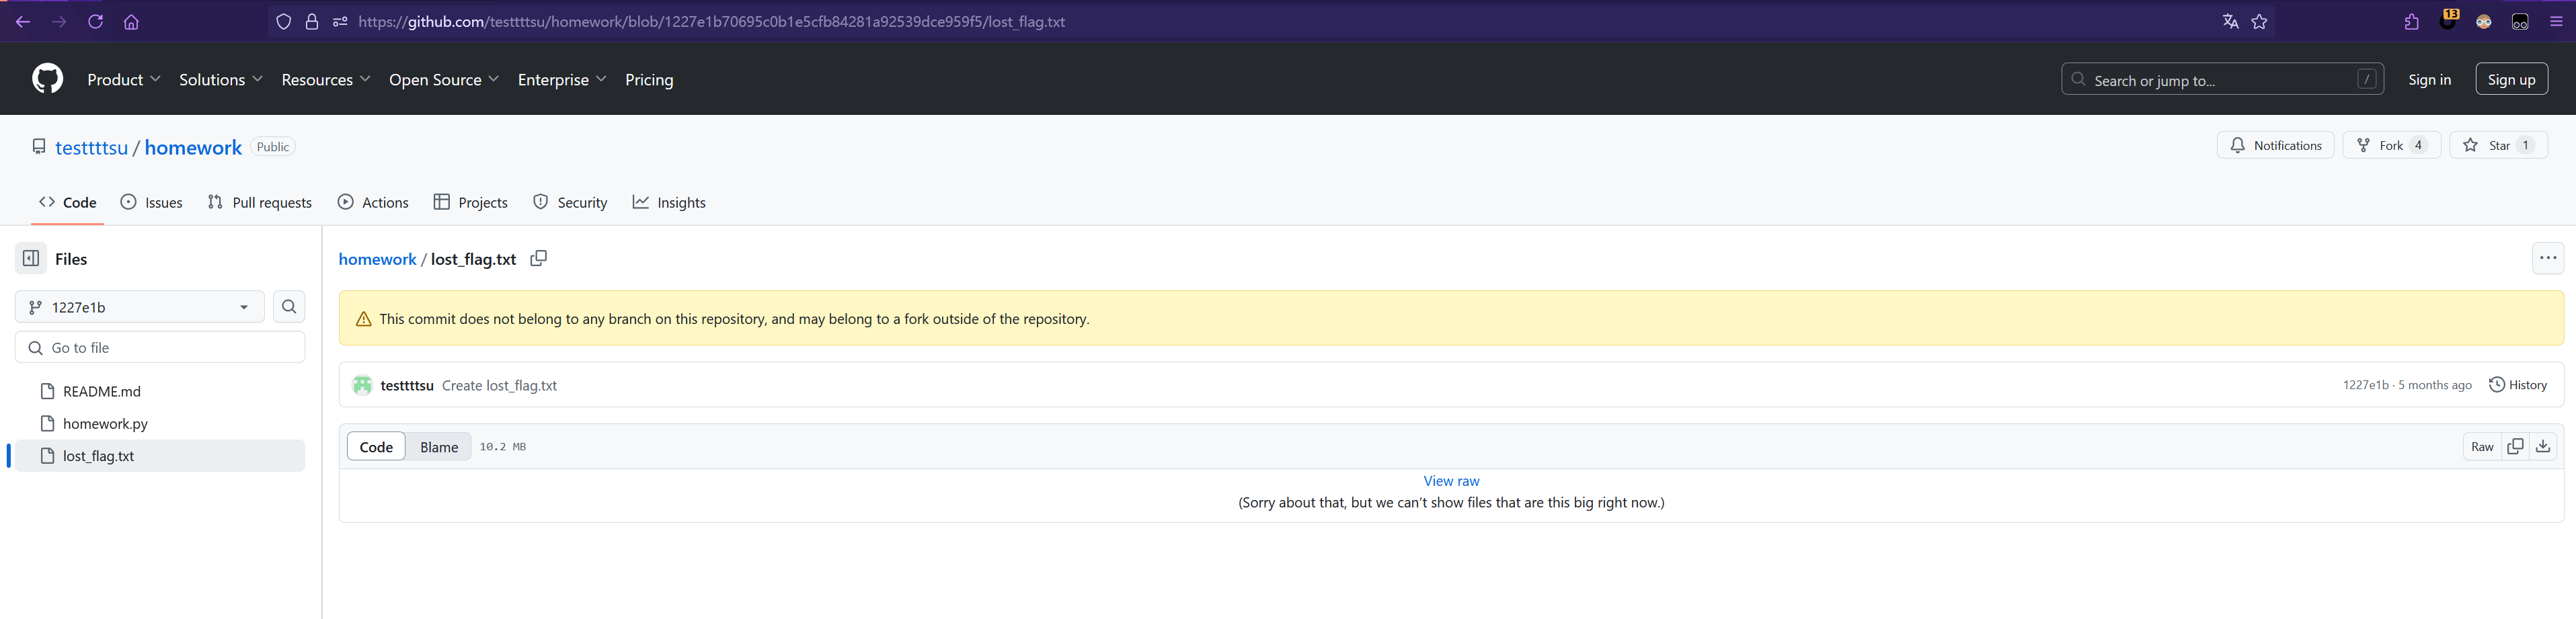 https://github.com/testtttsu/homework/blob/1227e1b70695c0b1e5cfb84281a92539dce959f5/lost_flag.txt
13
Product Solutions Resources Open Source Enterprise Pricing
Search or jump to... /
Sign in
Sign up
testtttsu / homework Public
Notifications
Fork 4
Star 1
Code Issues Pull requests Actions Projects Security Insights
Files
1227e1b
Go to file
README.md
homework.py
lost_flag.txt
homework / lost_flag.txt
This commit does not belong to any branch on this repository, and may belong to a fork outside of the repository.
testtttsu Create lost_flag.txt
1227e1b · 5 months ago
History
Code Blame 10.2 MB
Raw
View raw
(Sorry about that, but we can’t show files that are this big right now.)